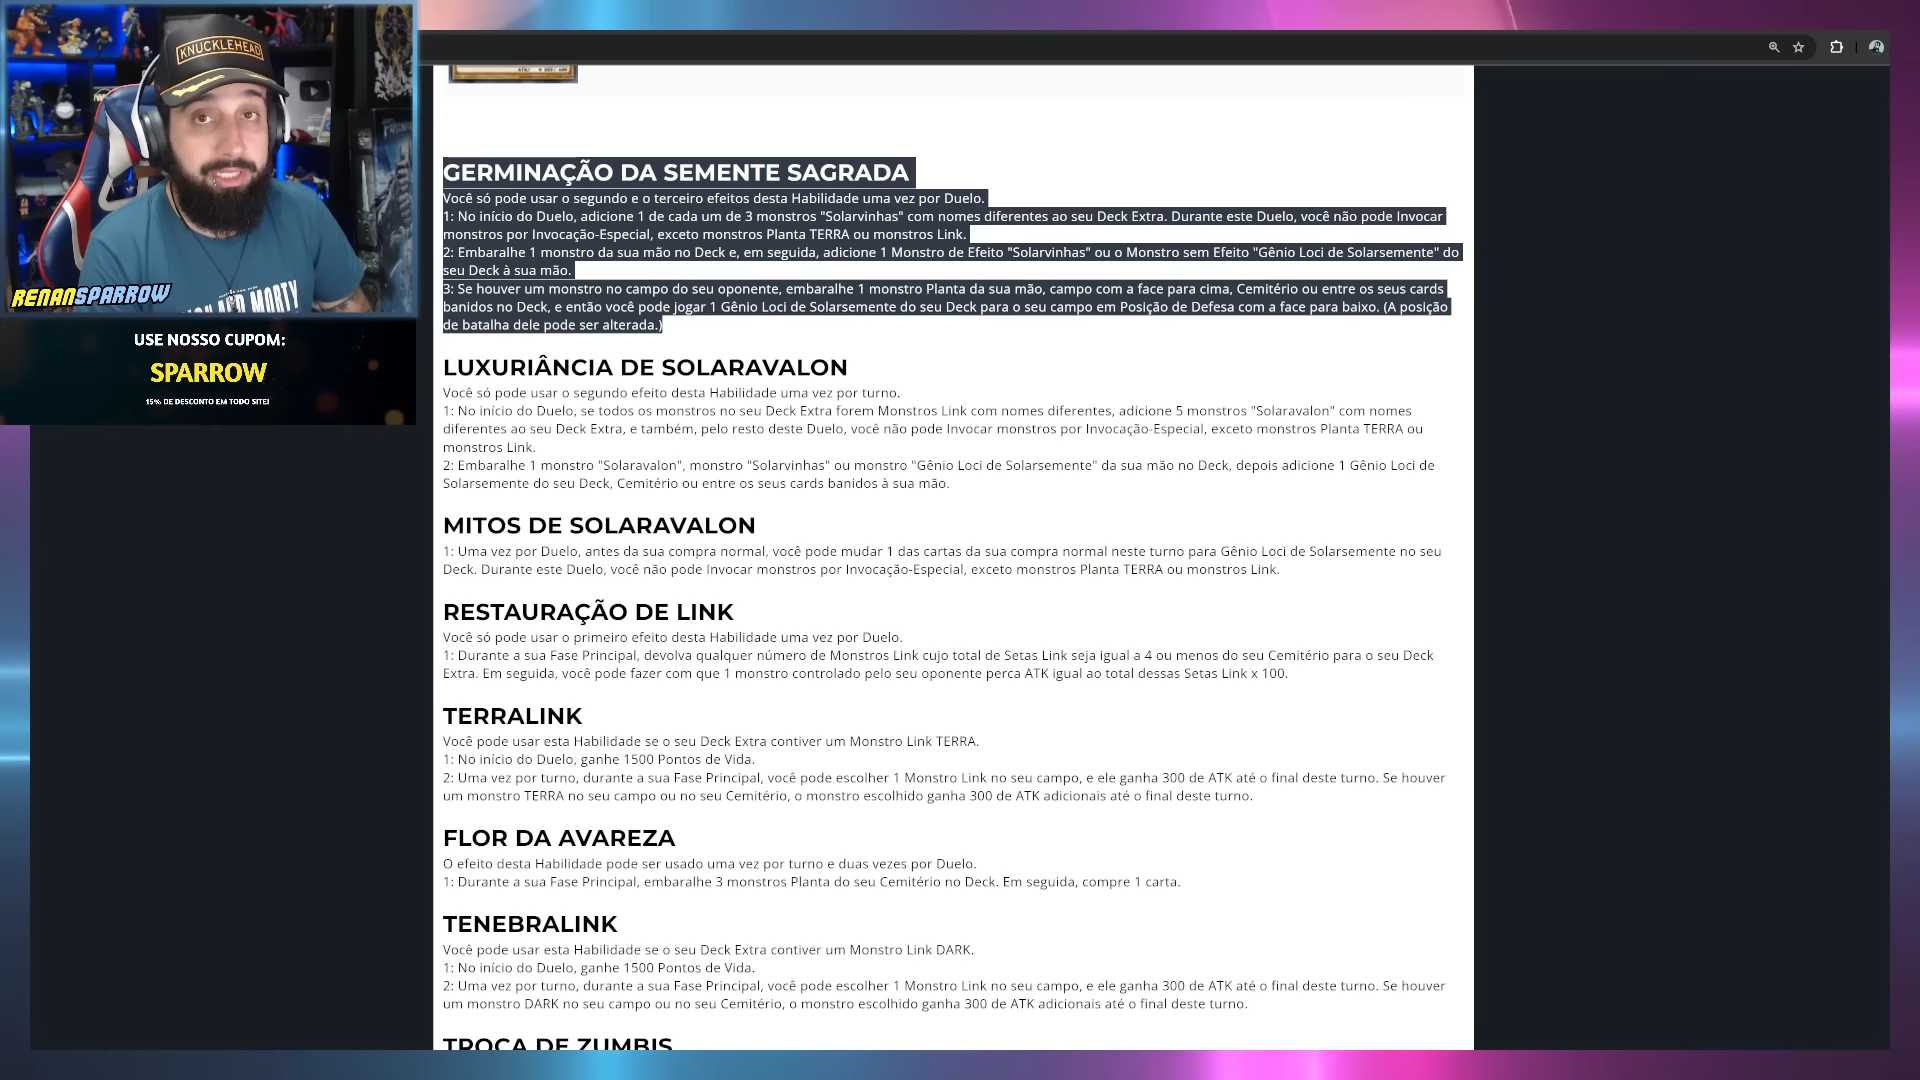 KNUCKLEHEAD
RENANSPARROW
AND MORTY
USE NOSSO CUPOM:
SPARROW
15% DE DESCONTO EM TODO SITE!
GERMINAÇÃO DA SEMENTE SAGRADA
Você só pode usar o segundo e o terceiro efeitos desta Habilidade uma vez por Duelo.
1: No início do Duelo, adicione 1 de cada um de 3 monstros "Solarvinhas" com nomes diferentes ao seu Deck Extra. Durante este Duelo, você não pode Invocar
monstros por Invocação-Especial, exceto monstros Planta TERRA ou monstros Link.
2: Embaralhe 1 monstro da sua mão no Deck e, em seguida, adicione 1 Monstro de Efeito "Solarvinhas" ou o Monstro sem Efeito "Gênio Loci de Solarsemente" do
seu Deck à sua mão.
3: Se houver um monstro no campo do seu oponente, embaralhe 1 monstro Planta da sua mão, campo com a face para cima, Cemitério ou entre os seus cards
banidos no Deck, e então você pode jogar 1 Gênio Loci de Solarsemente do seu Deck para o seu campo em Posição de Defesa com a face para baixo. (A posição
de batalha dele pode ser alterada.)
LUXURIÂNCIA DE SOLARAVALON
Você só pode usar o segundo efeito desta Habilidade uma vez por turno.
1: No início do Duelo, se todos os monstros no seu Deck Extra forem Monstros Link com nomes diferentes, adicione 5 monstros "Solaravalon" com nomes
diferentes ao seu Deck Extra, e também, pelo resto deste Duelo, você não pode Invocar monstros por Invocação-Especial, exceto monstros Planta TERRA ou
monstros Link.
2: Embaralhe 1 monstro "Solaravalon", monstro "Solarvinhas" ou monstro "Gênio Loci de Solarsemente" da sua mão no Deck, depois adicione 1 Gênio Loci de
Solarsemente do seu Deck, Cemitério ou entre os seus cards banidos à sua mão.
MITOS DE SOLARAVALON
1: Uma vez por Duelo, antes da sua compra normal, você pode mudar 1 das cartas da sua compra normal neste turno para Gênio Loci de Solarsemente no seu
Deck. Durante este Duelo, você não pode Invocar monstros por Invocação-Especial, exceto monstros Planta TERRA ou monstros Link.
RESTAURAÇÃO DE LINK
Você só pode usar o primeiro efeito desta Habilidade uma vez por Duelo.
1: Durante a sua Fase Principal, devolva qualquer número de Monstros Link cujo total de Setas Link seja igual a 4 ou menos do seu Cemitério para o seu Deck
Extra. Em seguida, você pode fazer com que 1 monstro controlado pelo seu oponente perca ATK igual ao total dessas Setas Link x 100.
TERRALINK
Você pode usar esta Habilidade se o seu Deck Extra contiver um Monstro Link TERRA.
1: No início do Duelo, ganhe 1500 Pontos de Vida.
2: Uma vez por turno, durante a sua Fase Principal, você pode escolher 1 Monstro Link no seu campo, e ele ganha 300 de ATK até o final deste turno. Se houver
um monstro TERRA no seu campo ou no seu Cemitério, o monstro escolhido ganha 300 de ATK adicionais até o final deste turno.
FLOR DA AVAREZA
O efeito desta Habilidade pode ser usado uma vez por turno e duas vezes por Duelo.
1: Durante a sua Fase Principal, embaralhe 3 monstros Planta do seu Cemitério no Deck. Em seguida, compre 1 carta.
TENEBRALINK
Você pode usar esta Habilidade se o seu Deck Extra contiver um Monstro Link DARK.
1: No início do Duelo, ganhe 1500 Pontos de Vida.
2: Uma vez por turno, durante a sua Fase Principal, você pode escolher 1 Monstro Link no seu campo, e ele ganha 300 de ATK até o final deste turno. Se houver
um monstro DARK no seu campo ou no seu Cemitério, o monstro escolhido ganha 300 de ATK adicionais até o final deste turno.
TROCA DE ZUMBIS